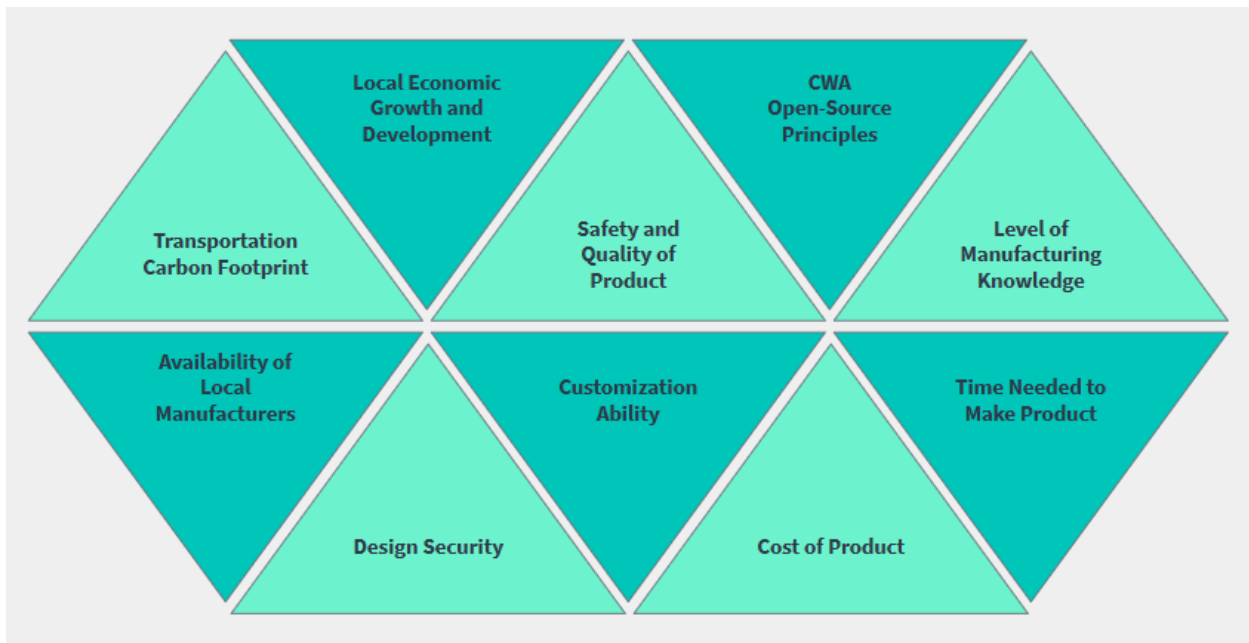 Local Economic
Growth and
Development
CWA
Open-Source
Principles
Transportation
Carbon Footprint
Safety and
Quality of
Product
Level of
Manufacturing
Knowledge
Availability of
Local
Manufacturers
Customization
Ability
Time Needed to
Make Product
Design Security
Cost of Product